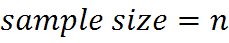 sample size = n